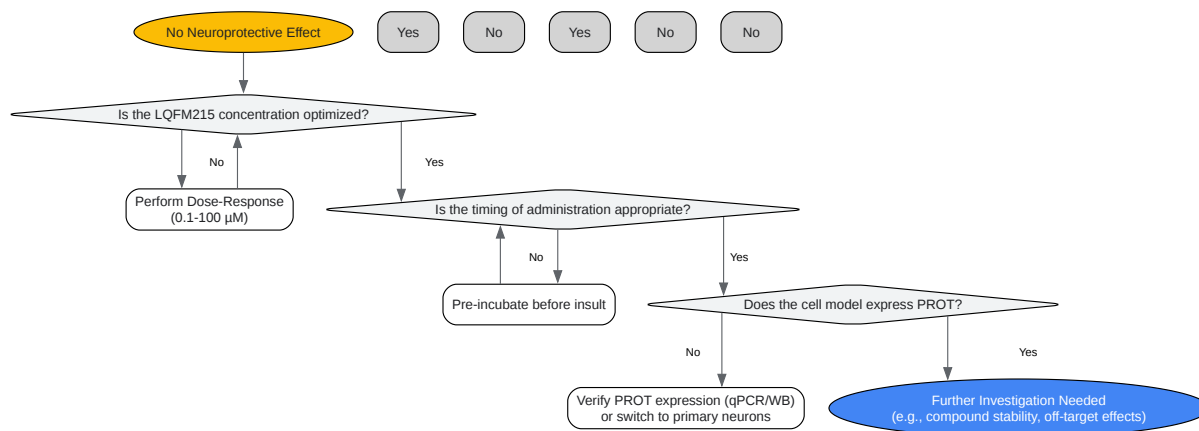 No Neuroprotective Effect
Yes
No
Yes
No
No
Is the LQFM215 concentration optimized?
No
Yes
Perform Dose-Response
(0.1-100 µM)
Is the timing of administration appropriate?
No
Yes
Pre-incubate before insult
Does the cell model express PROT?
No
Yes
Verify PROT expression (qPCR/WB)
or switch to primary neurons
Further Investigation Needed
(e.g., compound stability, off-target effects)